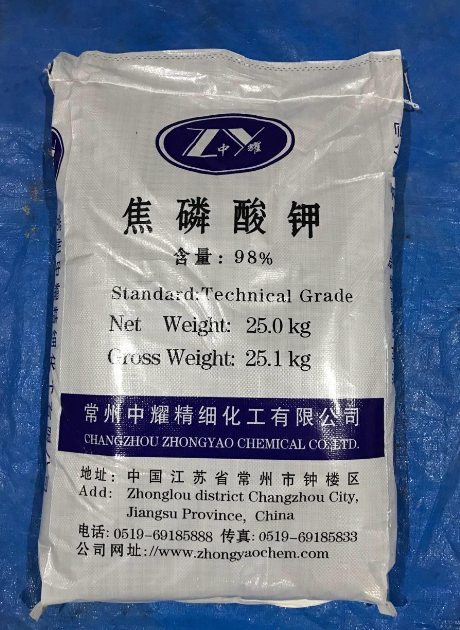 ZY
中耀
焦磷酸钾
含量: 98%
Standard:Technical Grade
Net Weight: 25.0 kg
Gross Weight: 25.1 kg
常州中耀精细化工有限公司
CHANGZHOU ZHONGYAO CHEMICAL CO.,LTD.
地址: 中国江苏省常州市钟楼区
Add: Zhonglou district Changzhou City,
Jiangsu Province, China
电话: 0519-69185888 传真: 0519-69185833
公司网址://www.zhongyaochem.com